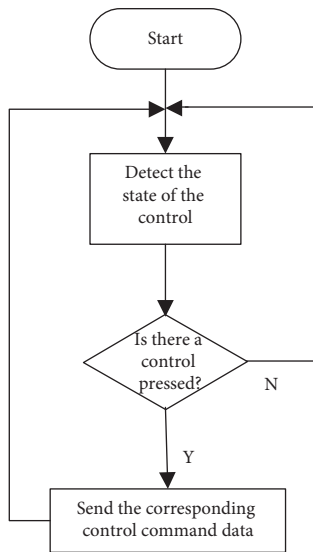 Start
Detect the
state of the
control
Is there a
control
pressed?
N
Y
Send the corresponding
control command data